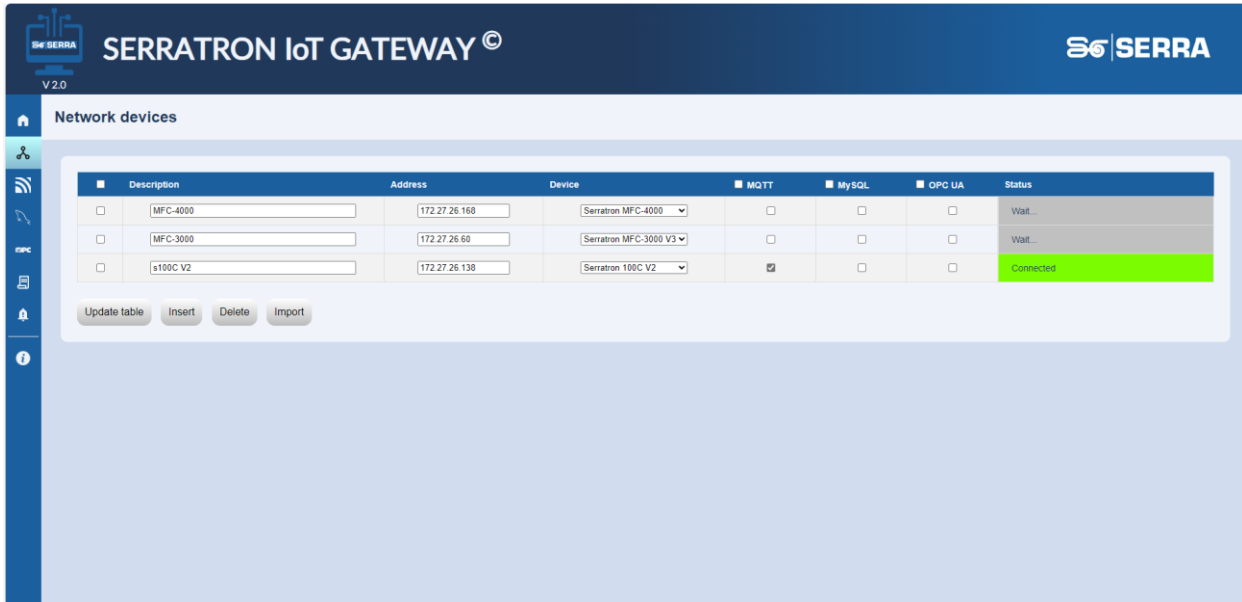 SERRA
SERRATRON IoT GATEWAY ©
SERRA
V 2.0
Network devices
Description Address Device MQTT MySQL OPC UA Status
MFC-4000 172.27.26.168 Serratron MFC-4000 Wait...
MFC-3000 172.27.26.60 Serratron MFC-3000 V3 Wait...
s100C V2 172.27.26.138 Serratron 100C V2 Connected
OPC
Update table Insert Delete Import